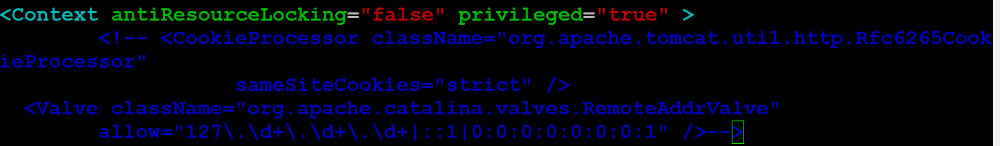 <Context antiResourceLocking="false" privileged="true" >
<!-- <CookieProcessor className="org.apache.tomcat.util.http.Rfc6265Cook
ieProcessor"
sameSiteCookies="strict" />
<Valve className="org.apache.catalina.valves.RemoteAddrValve"
allow="127\.\d+\.\d+\.\d+|::1|0:0:0:0:0:0:0:1" />-->